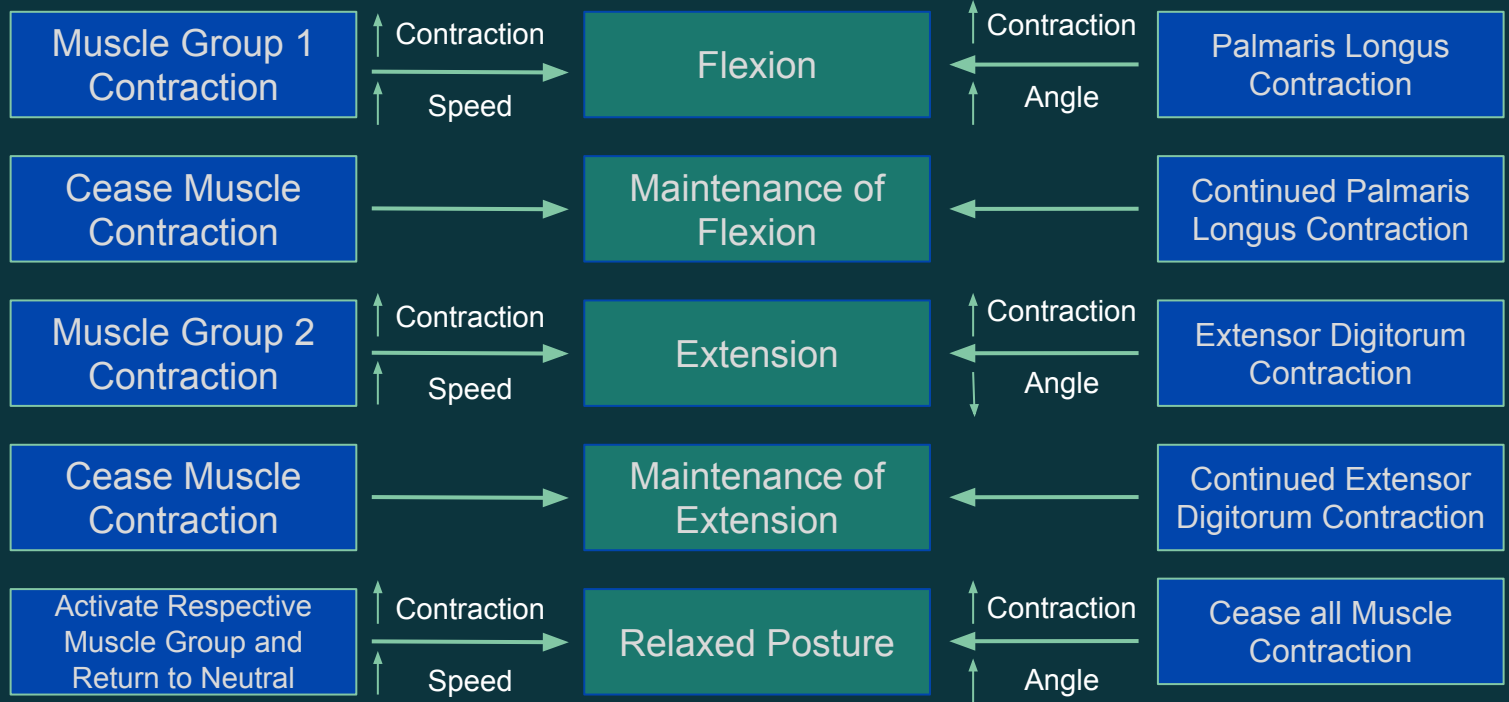 Muscle Group 1
Contraction
Contraction
Speed
Flexion
Contraction
Angle
Palmaris Longus
Contraction
Cease Muscle
Contraction
Maintenance of
Flexion
Continued Palmaris
Longus Contraction
Muscle Group 2
Contraction
Contraction
Speed
Extension
Contraction
Angle
Extensor Digitorum
Contraction
Cease Muscle
Contraction
Maintenance of
Extension
Continued Extensor
Digitorum Contraction
Activate Respective
Muscle Group and
Return to Neutral
Contraction
Speed
Relaxed Posture
Contraction
Angle
Cease all Muscle
Contraction